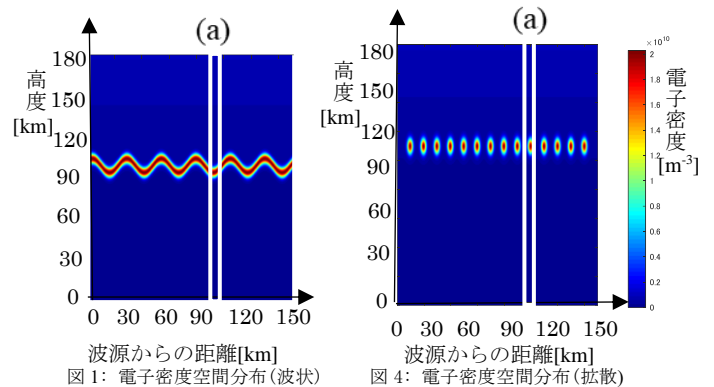 (a)
180
高度
[km]
150
120
90
60
30
0
0 30 60 90 120 150
波源からの距離[km]
図 1: 電子密度空間分布(波状)
(a)
180
高度
[km]
150
120
90
60
30
0
0 30 60 90 120 150
波源からの距離[km]
図 4: 電子密度空間分布(拡散)
×10¹⁰
2
1.8
1.6
1.4
1.2
1
0.8
0.6
0.4
0.2
0
電子密度
[m⁻³]